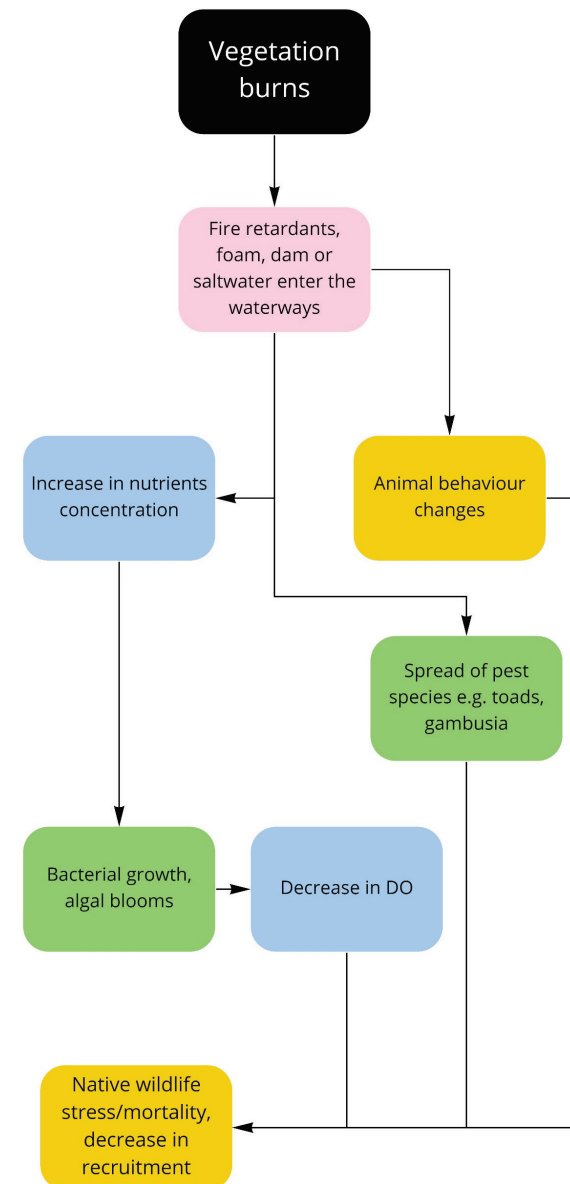 Vegetation
burns
Fire retardants,
foam, dam or
saltwater enter the
waterways
Increase in nutrients
concentration
Animal behaviour
changes
Spread of pest
species e.g. toads,
gambusia
Bacterial growth,
algal blooms
Decrease in DO
Native wildlife
stress/mortality,
decrease in
recruitment